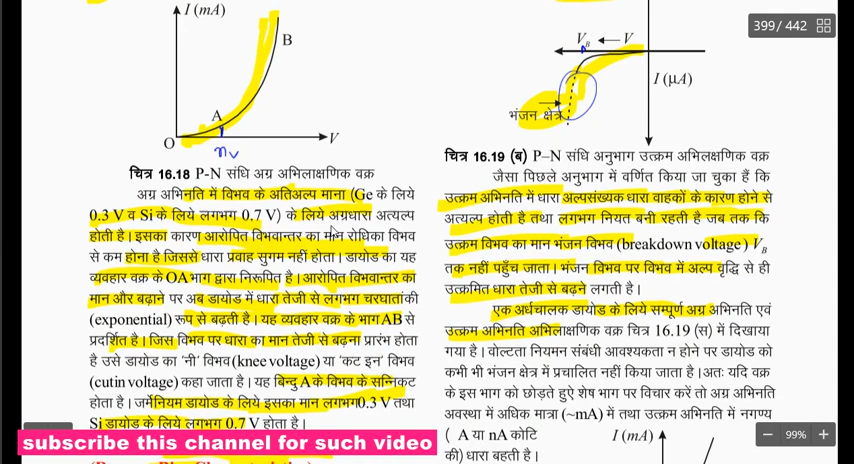 I (mA)
B
A
O
V
nv
चित्र 16.18 P-N संधि अग्र अभिलाक्षणिक वक्र
अग्र अभिनति में विभव के अतिअल्प माना (Ge के लिये
0.3 V व Si के लिये लगभग 0.7 V) के लिये अग्रधारा अत्यल्प
होती है। इसका कारण आरोपित विभवान्तर का मान रोधिका विभव
से कम होना है जिससे धारा प्रवाह सुगम नहीं होता। डायोड का यह
व्यवहार वक्र के OA भाग द्वारा निरूपित है। आरोपित विभवान्तर का
मान और बढ़ाने पर अब डायोड में धारा तेजी से लगभग चरघातांकी
(exponential) रूप से बढ़ती है। यह व्यवहार वक्र के भाग AB से
प्रदर्शित है। जिस विभव पर धारा का मान तेजी से बढ़ना प्रारंभ होता
है उसे डायोड का 'नी' विभव (knee voltage) या 'कट इन' विभव
(cutin voltage) कहा जाता है। यह बिन्दु A के विभव के सन्निकट
होता है। जर्मेनियम डायोड के लिये इसका मान लगभग 0.3 V तथा
Si डायोड के लिये लगभग 0.7 V होता है।
subscribe this channel for such video
399 / 442
V_B ← V
I (μA)
भंजन क्षेत्र
चित्र 16.19 (ब) P–N संधि अनुभाग उत्क्रम अभिलक्षणिक वक्र
जैसा पिछले अनुभाग में वर्णित किया जा चुका हैं कि
उत्क्रम अभिनति में धारा अल्पसंख्यक धारा वाहकों के कारण होने से
अत्यल्प होती है तथा लगभग नियत बनी रहती है जब तक कि
उत्क्रम विभव का मान भंजन विभव (breakdown voltage) V_B
तक नहीं पहुँच जाता। भंजन विभव पर विभव में अल्प वृद्धि से ही
उत्क्रमित धारा तेजी से बढ़ने लगती है।
एक अर्धचालक डायोड के लिये सम्पूर्ण अग्र अभिनति एवं
उत्क्रम अभिनति अभिलाक्षणिक वक्र चित्र 16.19 (स) में दिखाया
गया है। वोल्टता नियमन संबंधी आवश्यकता न होने पर डायोड को
कभी भी भंजन क्षेत्र में प्रचालित नहीं किया जाता है। अतः यदि वक्र
के इस भाग को छोड़ते हुऐ शेष भाग पर विचार करें तो अग्र अभिनति
अवस्था में अधिक मात्रा (~mA) में तथा उत्क्रम अभिनति में नगण्य
( A या nA कोटि
की) धारा बहती है।
I (mA)
99%